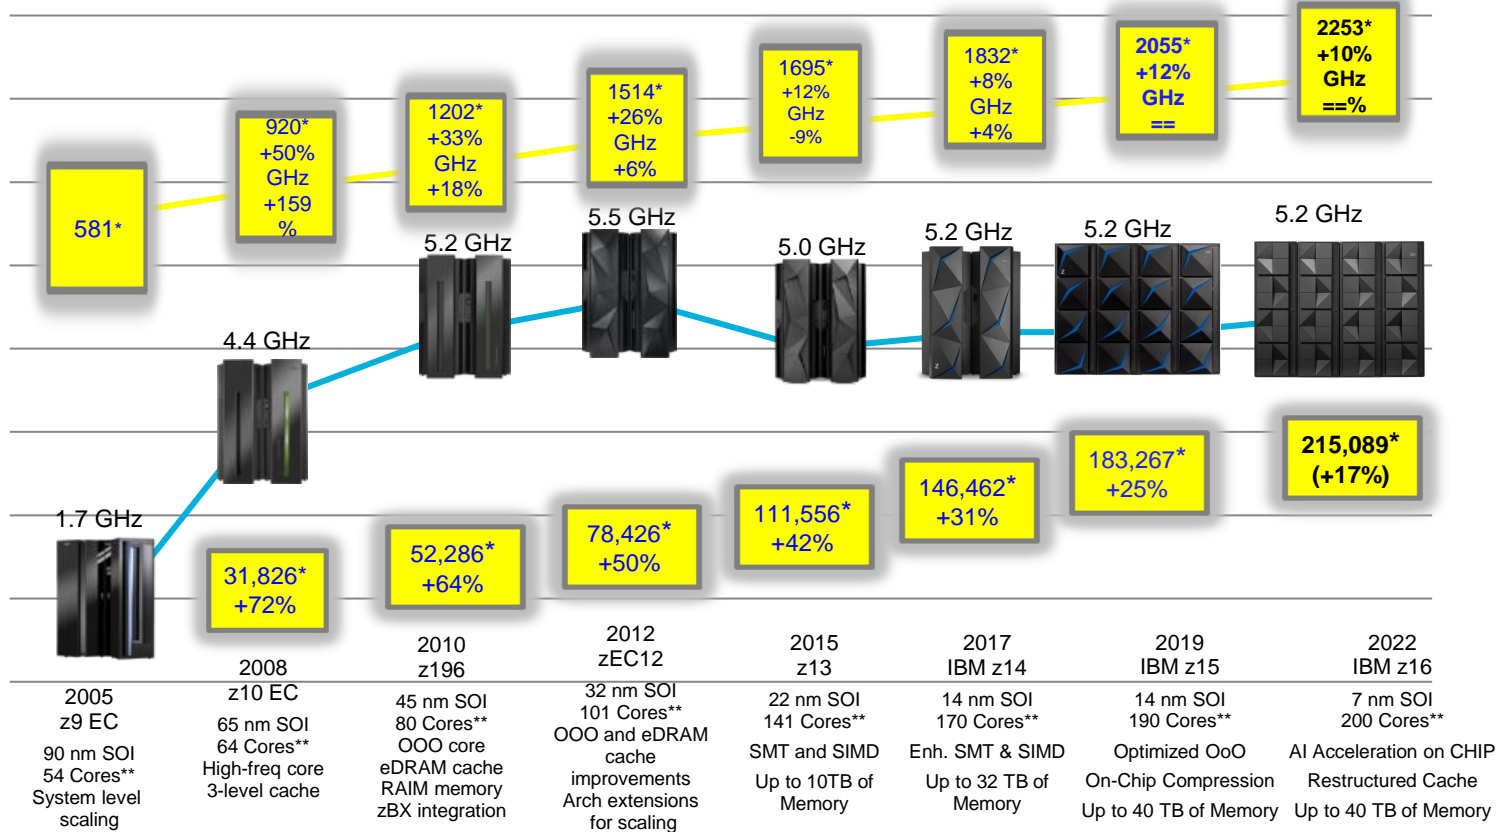 581*
920*
+50%
GHz
+159
%
1202*
+33%
GHz
+18%
1514*
+26%
GHz
+6%
1695*
+12%
GHz
-9%
1832*
+8%
GHz
+4%
2055*
+12%
GHz
==
2253*
+10%
GHz
==%
1.7 GHz
4.4 GHz
5.2 GHz
5.5 GHz
5.0 GHz
5.2 GHz
5.2 GHz
5.2 GHz
31,826*
+72%
52,286*
+64%
78,426*
+50%
111,556*
+42%
146,462*
+31%
183,267*
+25%
215,089*
(+17%)
2005
z9 EC
90 nm SOI
54 Cores**
System level
scaling
2008
z10 EC
65 nm SOI
64 Cores**
High-freq core
3-level cache
2010
z196
45 nm SOI
80 Cores**
OOO core
eDRAM cache
RAIM memory
zBX integration
2012
zEC12
32 nm SOI
101 Cores**
OOO and eDRAM
cache
improvements
Arch extensions
for scaling
2015
z13
22 nm SOI
141 Cores**
SMT and SIMD
Up to 10TB of
Memory
2017
IBM z14
14 nm SOI
170 Cores**
Enh. SMT & SIMD
Up to 32 TB of
Memory
2019
IBM z15
14 nm SOI
190 Cores**
Optimized OoO
On-Chip Compression
Up to 40 TB of Memory
2022
IBM z16
7 nm SOI
200 Cores**
AI Acceleration on CHIP
Restructured Cache
Up to 40 TB of Memory